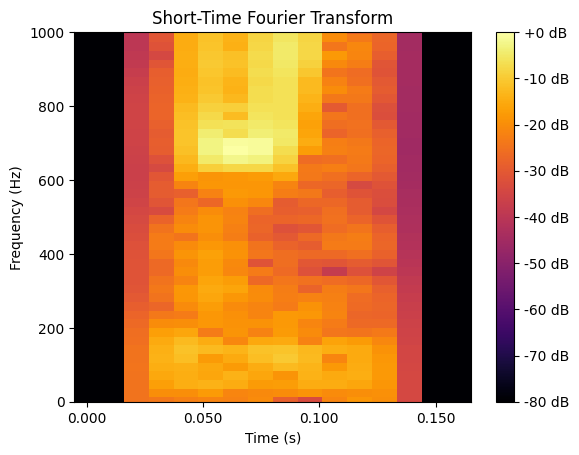 Short-Time Fourier Transform
1000
800
600
400
200
0
Frequency (Hz)
0.000
0.050
0.100
0.150
Time (s)
+0 dB
-10 dB
-20 dB
-30 dB
-40 dB
-50 dB
-60 dB
-70 dB
-80 dB